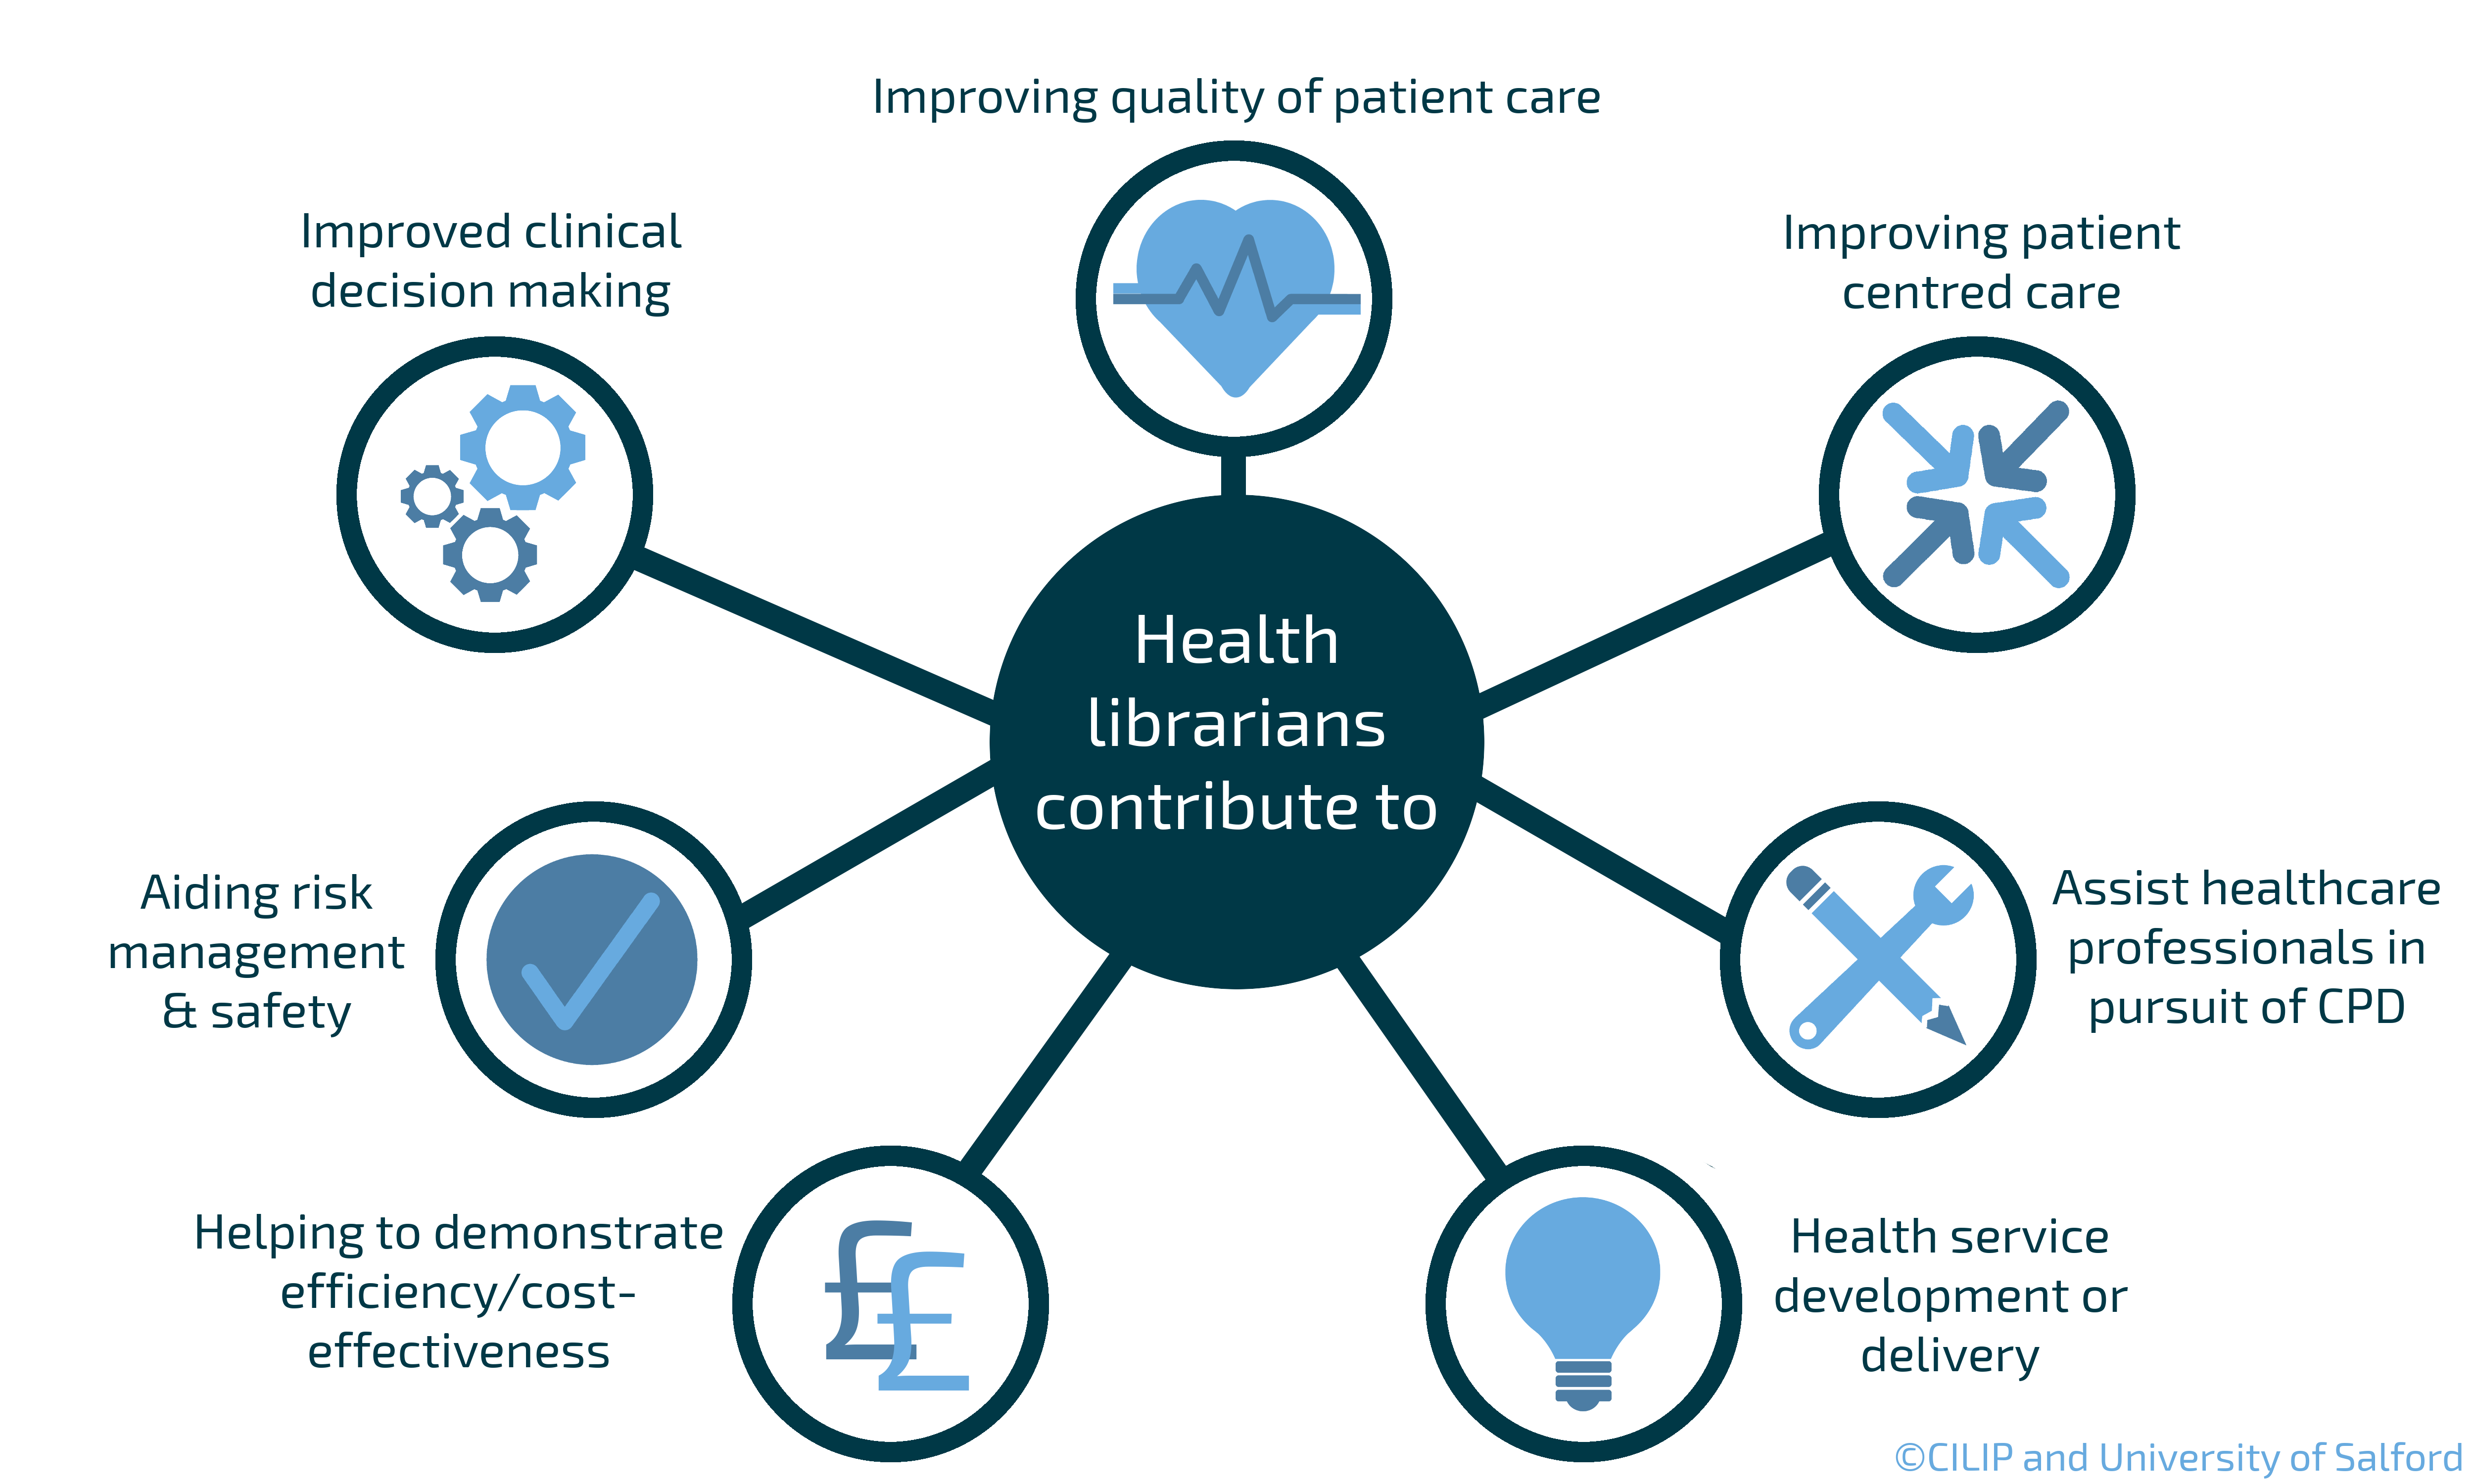 Improving quality of patient care
Improved clinical
decision making
Improving patient
centred care
Health
librarians
contribute to
Aiding risk
management
& safety
Assist healthcare
professionals in
pursuit of CPD
Helping to demonstrate
efficiency/cost-
effectiveness
££
Health service
development or
delivery
©CILIP and University of Salford